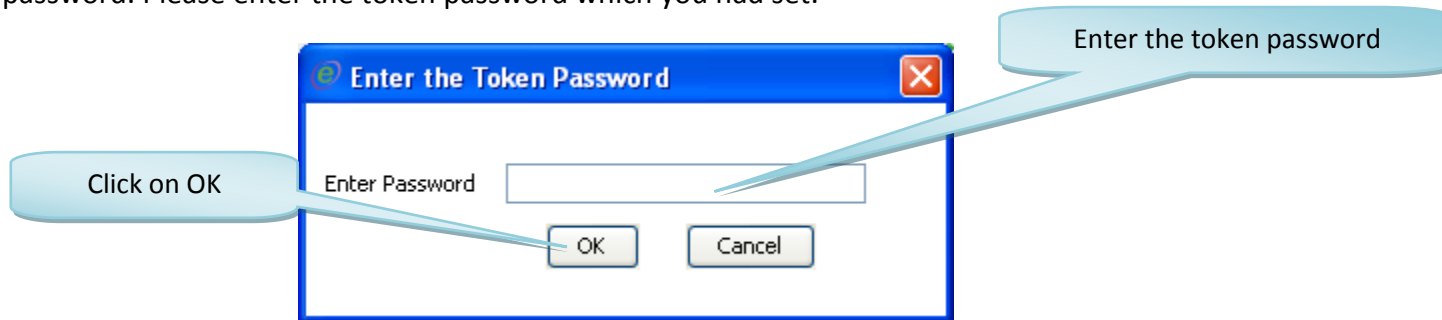 password. Please enter the token password which you had set.
Enter the token password
Enter the Token Password
Click on OK
Enter Password
OK
Cancel